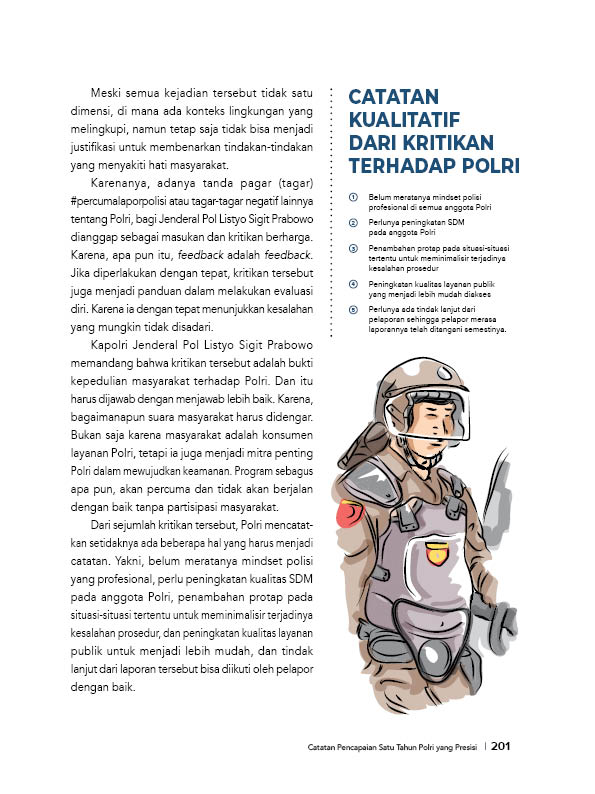 Meski semua kejadian tersebut tidak satu
dimensi, di mana ada konteks lingkungan yang
melingkupi, namun tetap saja tidak bisa menjadi
justifikasi untuk membenarkan tindakan-tindakan
yang menyakiti hati masyarakat.
Karenanya, adanya tanda pagar (tagar)
#percumalaporpolisi atau tagar-tagar negatif lainnya
tentang Polri, bagi Jenderal Pol Listyo Sigit Prabowo
dianggap sebagai masukan dan kritikan berharga.
Karena, apa pun itu, feedback adalah feedback.
Jika diperlakukan dengan tepat, kritikan tersebut
juga menjadi panduan dalam melakukan evaluasi
diri. Karena ia dengan tepat menunjukkan kesalahan
yang mungkin tidak disadari.
Kapolri Jenderal Pol Listyo Sigit Prabowo
memandang bahwa kritikan tersebut adalah bukti
kepedulian masyarakat terhadap Polri. Dan itu
harus dijawab dengan menjawab lebih baik. Karena,
bagaimanapun suara masyarakat harus didengar.
Bukan saja karena masyarakat adalah konsumen
layanan Polri, tetapi ia juga menjadi mitra penting
Polri dalam mewujudkan keamanan. Program sebagus
apa pun, akan percuma dan tidak akan berjalan
dengan baik tanpa partisipasi masyarakat.
Dari sejumlah kritikan tersebut, Polri mencatat-
kan setidaknya ada beberapa hal yang harus menjadi
catatan. Yakni, belum meratanya mindset polisi
yang profesional, perlu peningkatan kualitas SDM
pada anggota Polri, penambahan protap pada
situasi-situasi tertentu untuk meminimalisir terjadinya
kesalahan prosedur, dan peningkatan kualitas layanan
publik untuk menjadi lebih mudah, dan tindak
lanjut dari laporan tersebut bisa diikuti oleh pelapor
dengan baik.
CATATAN
KUALITATIF
DARI KRITIKAN
TERHADAP POLRI
1 Belum meratanya mindset polisi
profesional di semua anggota Polri
2 Perlunya peningkatan SDM
pada anggota Polri
3 Penambahan protap pada situasi-situasi
tertentu untuk meminimalisir terjadinya
kesalahan prosedur
4 Peningkatan kualitas layanan publik
yang menjadi lebih mudah diakses
5 Perlunya ada tindak lanjut dari
pelaporan sehingga pelapor merasa
laporannya telah ditangani semestinya.
Catatan Pencapaian Satu Tahun Polri yang Presisi | 201